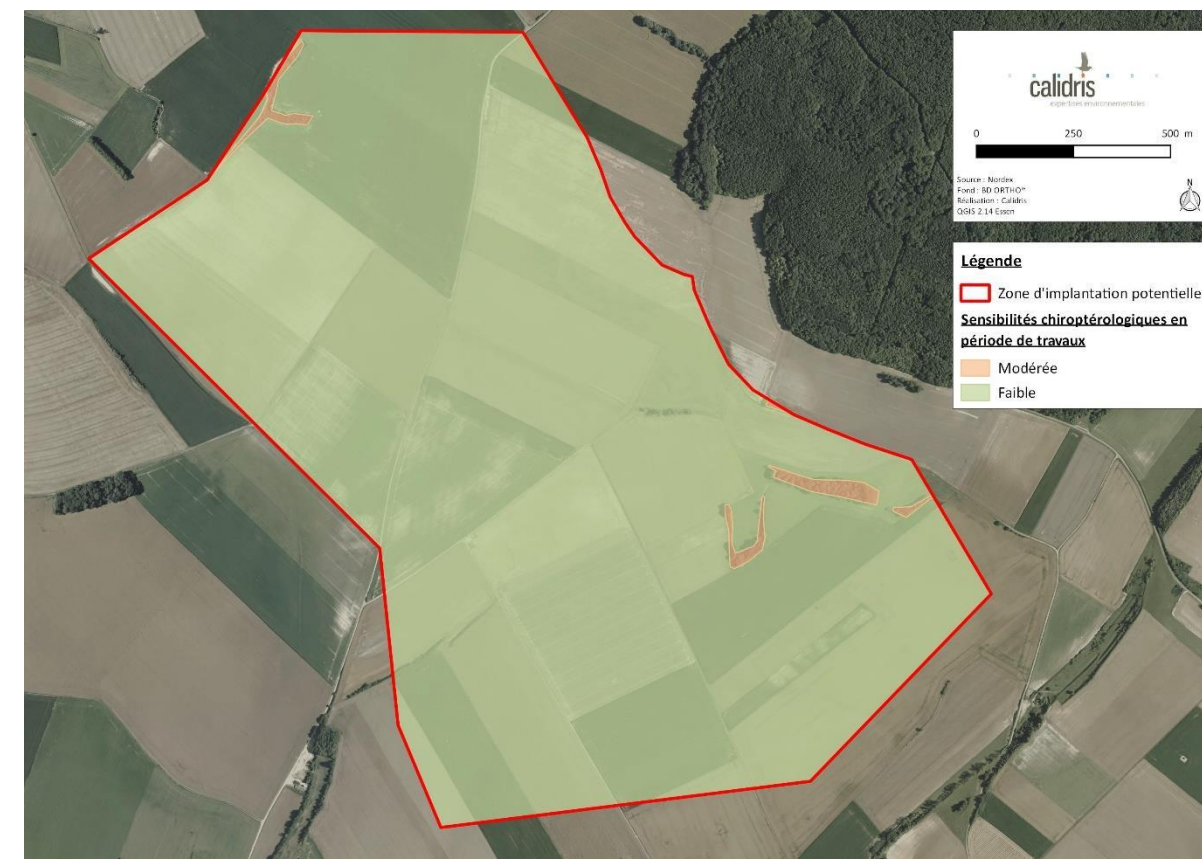 calidris
expertises environnementales
0 250 500 m
Source : Nordex
Fond : BD ORTHO®
Réalisation : Calidris
QGIS 2.14 Essen
N
Légende
Zone d'implantation potentielle
Sensibilités chiroptérologiques en
période de travaux
Modérée
Faible